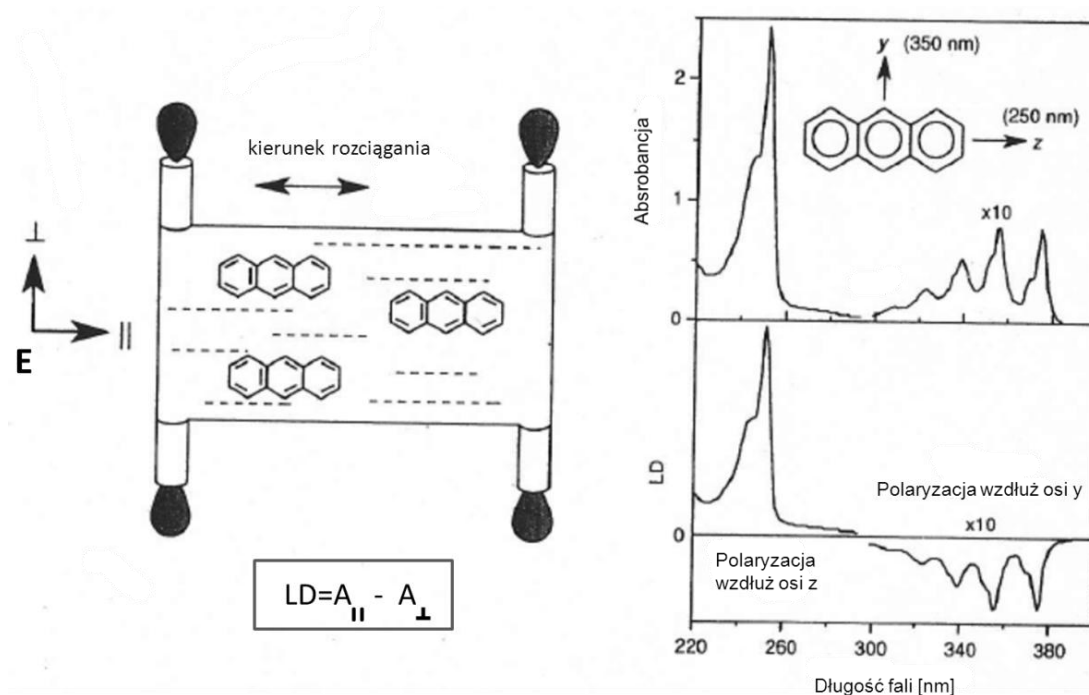 kierunek rozciągania
⊥
E
||
LD=A|| - A⊥
Absrobancja
2
1
0
y (350 nm)
(250 nm)
z
x10
LD
0
Polaryzacja wzdłuż osi y
x10
Polaryzacja
wzdłuż osi z
220
260
300
340
380
Długość fali [nm]